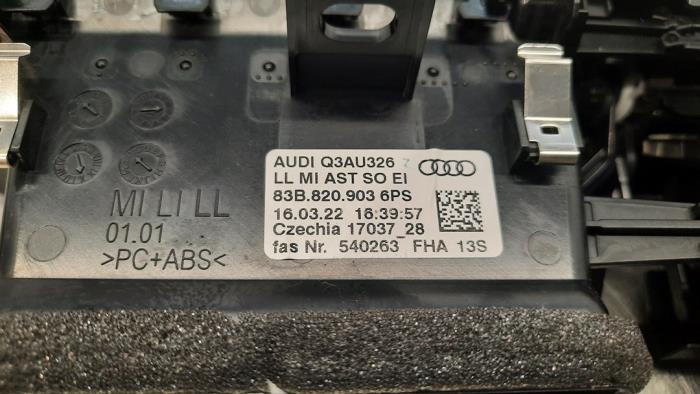 MI LI LL
01.01
>PC+ABS<
AUDI Q3AU326
LL MI AST SO EI
83B.820.903 6PS
16.03.22 16:39:57
Czechia 17037_28
fas Nr. 540263 FHA 13S